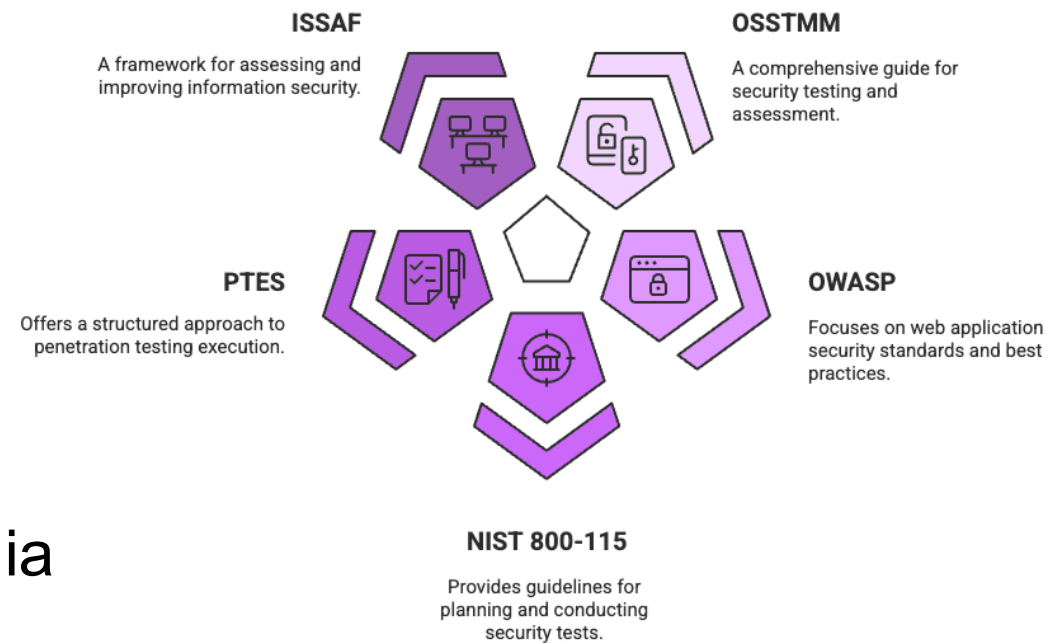 ISSAF
A framework for assessing and
improving information security.
OSSTMM
A comprehensive guide for
security testing and
assessment.
PTES
Offers a structured approach to
penetration testing execution.
OWASP
Focuses on web application
security standards and best
practices.
ia
NIST 800-115
Provides guidelines for
planning and conducting
security tests.